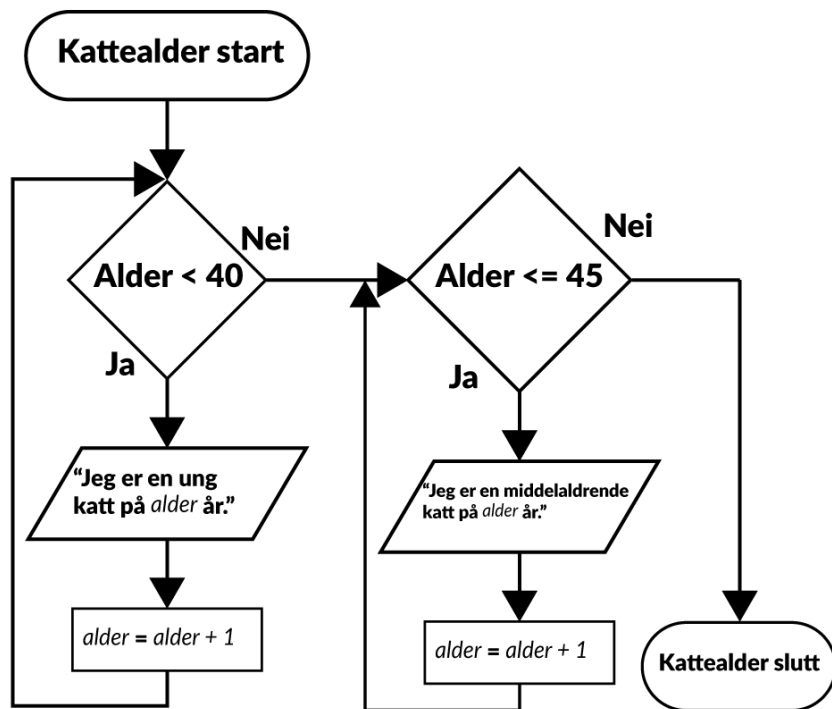 Kattealder start
Alder < 40
Nei
Ja
“Jeg er en ung
katt på alder år.”
alder = alder + 1
Alder <= 45
Nei
Ja
“Jeg er en middelaldrende
katt på alder år.”
alder = alder + 1
Kattealder slutt